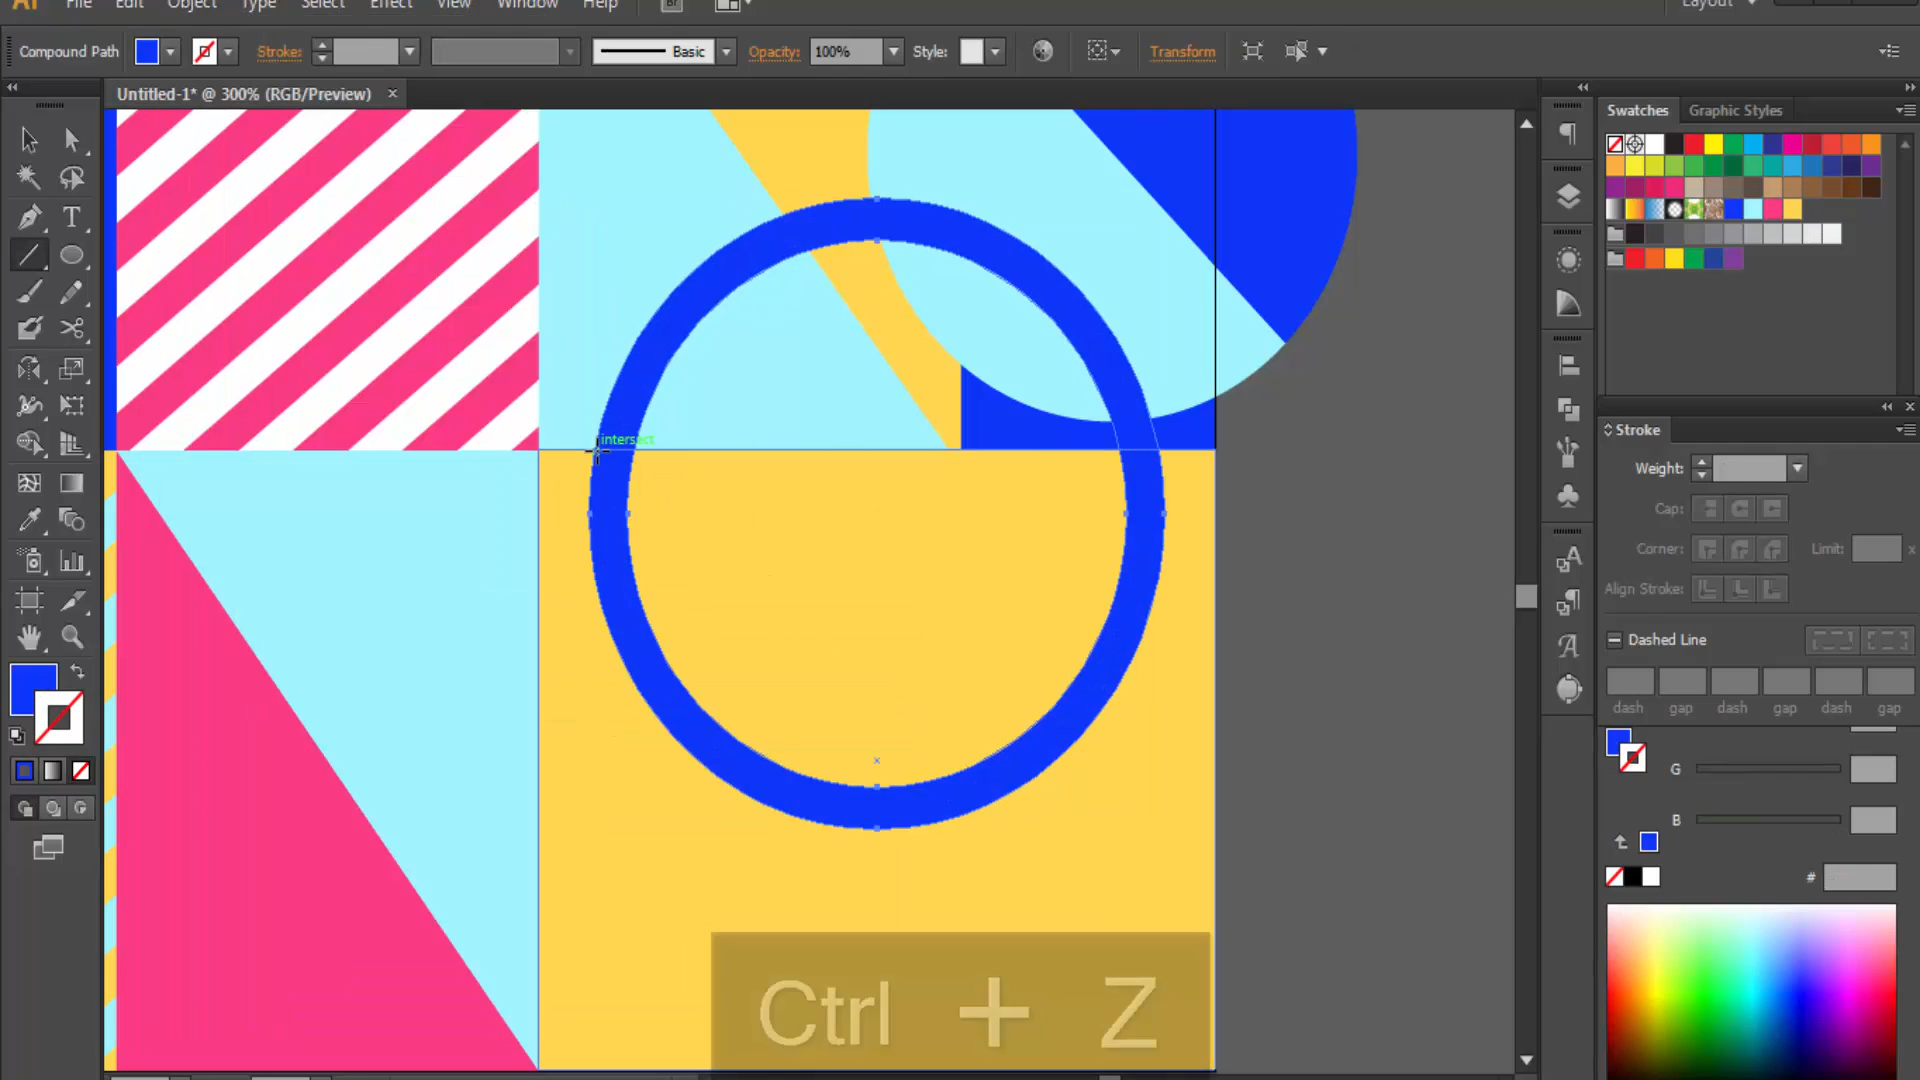 Ai File Edit Object Type Select Effect View Window Help Br Layout
Compound Path Stroke: Basic Opacity: 100% Style: Transform
Untitled-1* @ 300% (RGB/Preview) ×
Swatches Graphic Styles
intersect
Stroke
Weight:
Cap:
Corner: Limit: x
Align Stroke:
Dashed Line
dash gap dash gap dash gap
G
B
#
Ctrl + Z